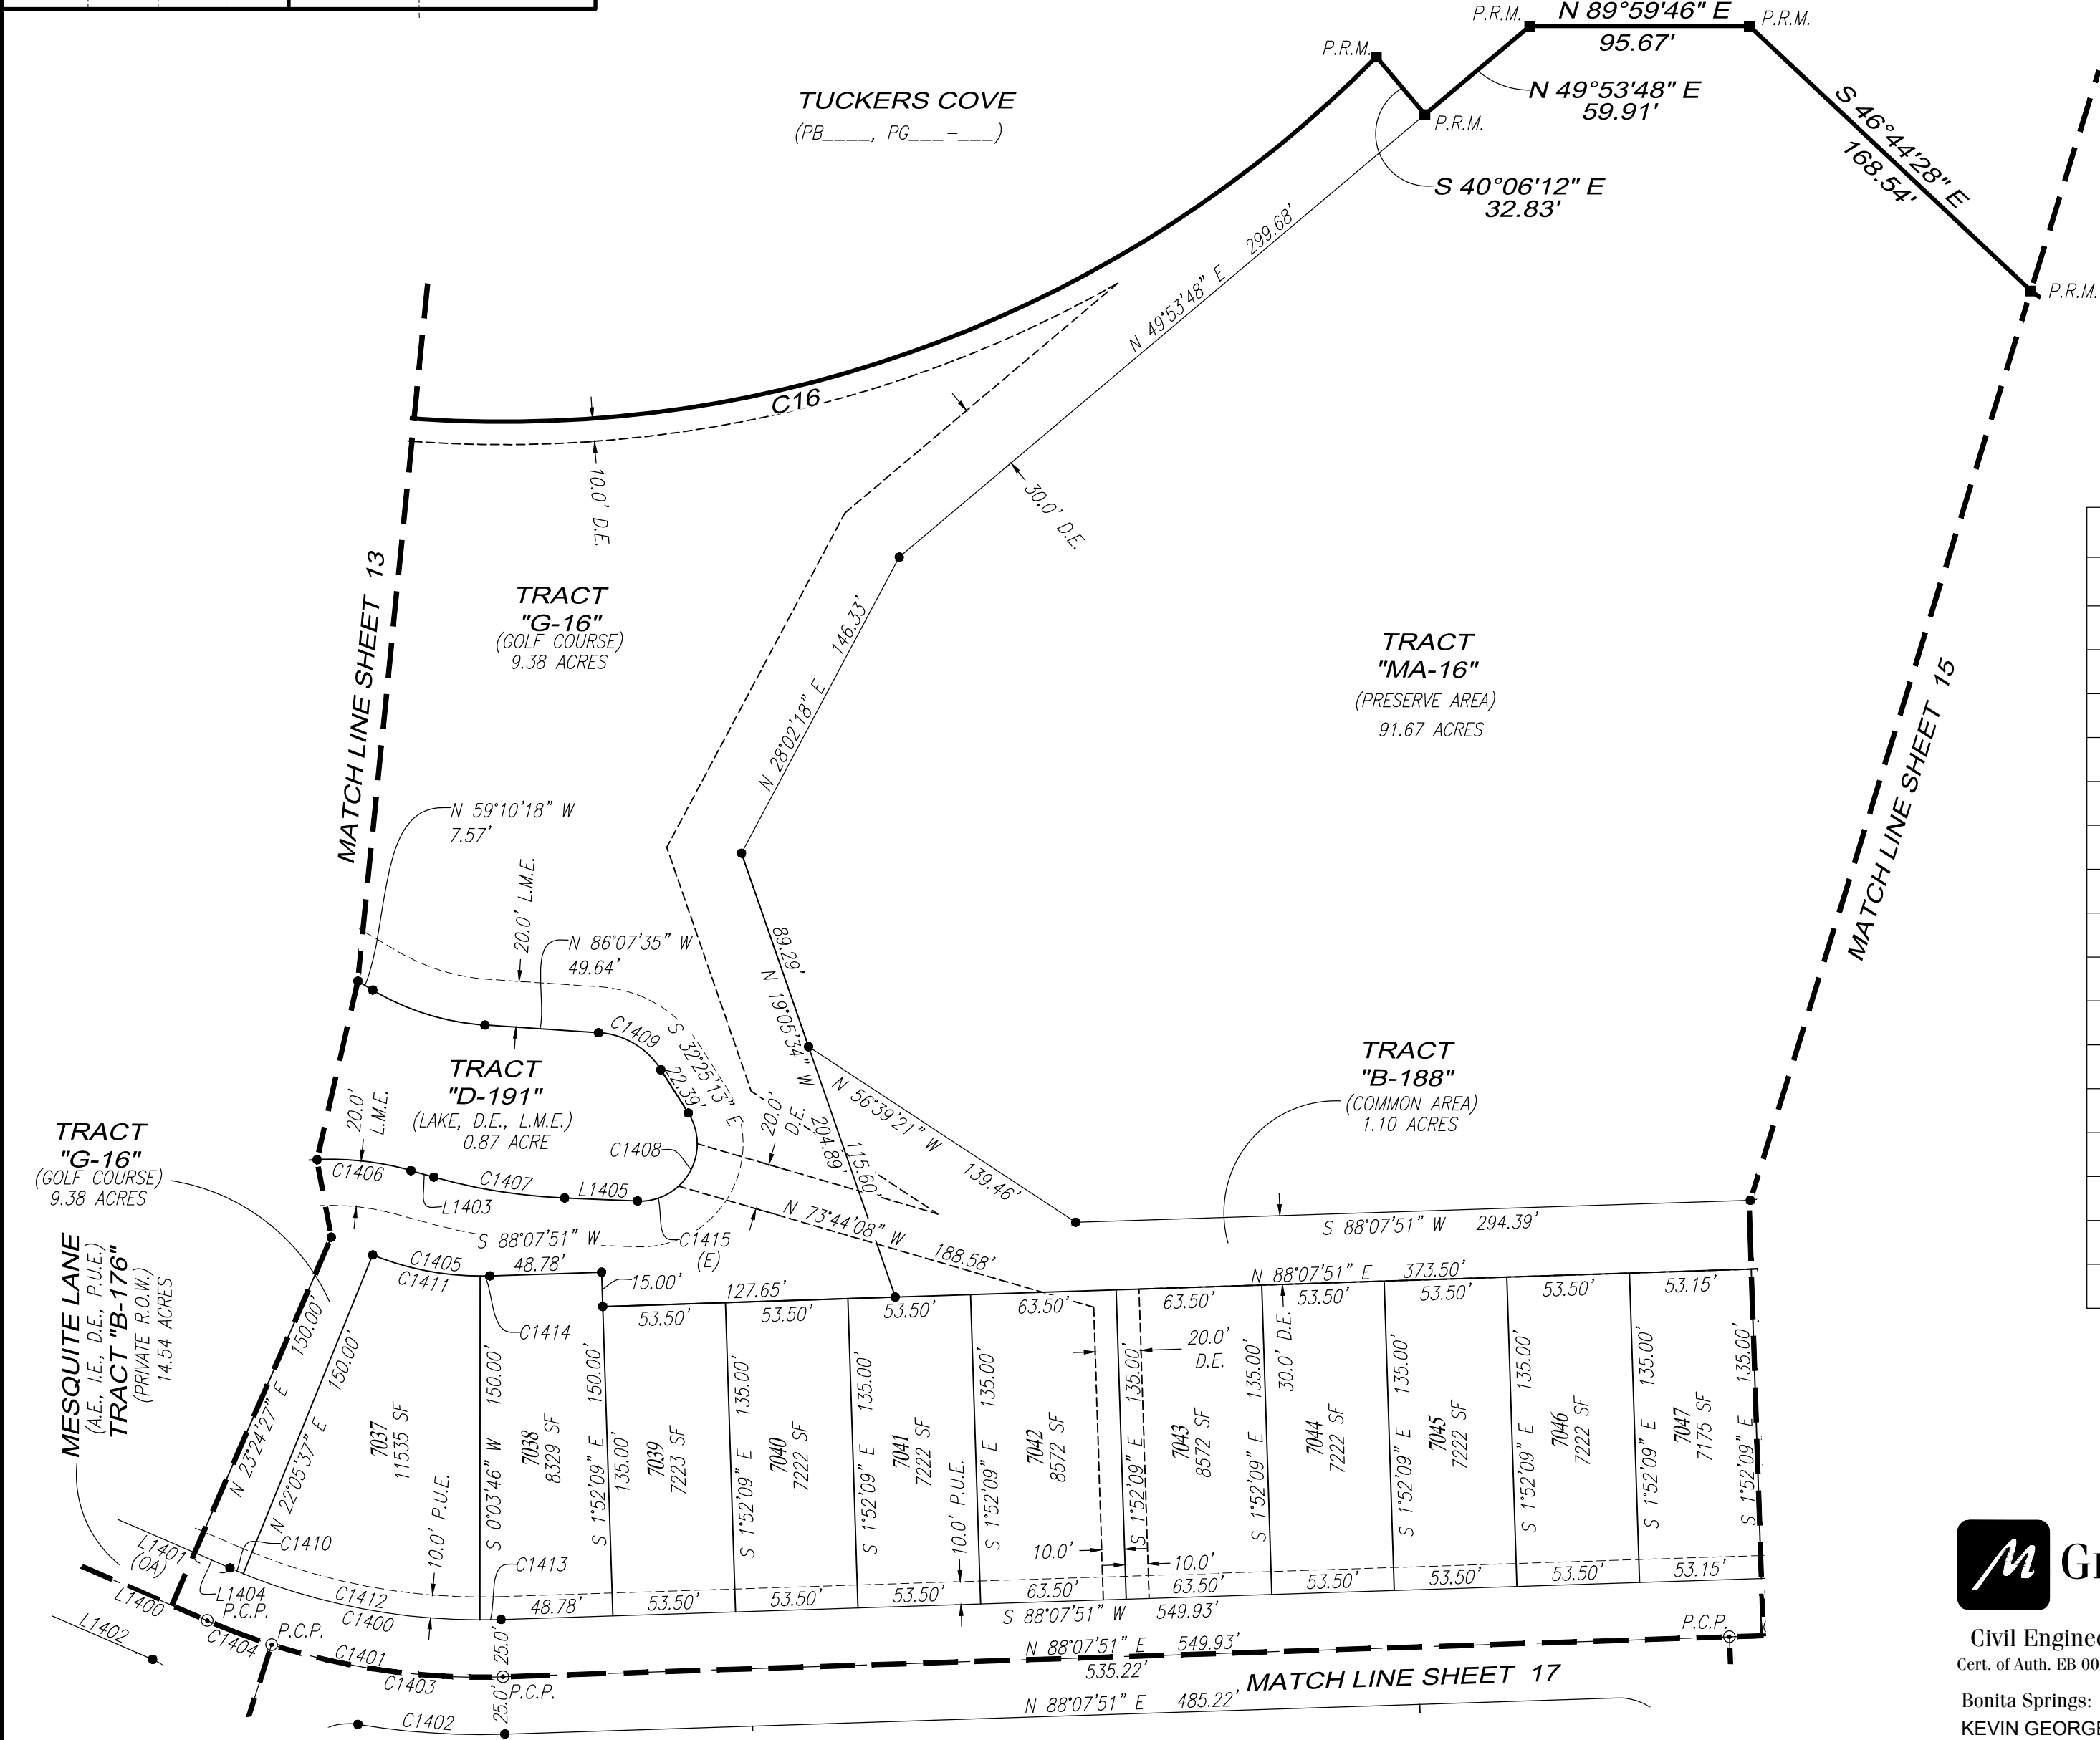 P.R.M.
N 89°59'46" E
95.67'
P.R.M.
P.R.M.
N 49°53'48" E
59.91'
P.R.M.
S 40°06'12" E
32.83'
S 46°44'28" E
168.54'
P.R.M.
TUCKERS COVE
(PB____, PG___-___)
299.68'
N 49°53'48" E
C16
10.0' D.E.
30.0' D.E.
MATCH LINE SHEET 13
TRACT
"G-16"
(GOLF COURSE)
9.38 ACRES
146.33'
N 28°02'18" E
TRACT
"MA-16"
(PRESERVE AREA)
91.67 ACRES
MATCH LINE SHEET 15
N 59°10'18" W
7.57'
20.0' L.M.E.
N 86°07'35" W
49.64'
89.29'
N 19°05'34" W
204.89'
115.60'
C1409
S 32°25'13" E
22.39'
TRACT
"D-191"
(LAKE, D.E., L.M.E.)
0.87 ACRE
20.0'
L.M.E.
C1408
20.0'
D.E.
N 56°39'21" W
139.46'
TRACT
"B-188"
(COMMON AREA)
1.10 ACRES
TRACT
"G-16"
(GOLF COURSE)
9.38 ACRES
C1406
L1403
C1407
L1405
C1415
(E)
N 73°44'08" W
188.58'
S 88°07'51" W 294.39'
S 88°07'51" W
48.78'
C1405
C1411
C1414
15.00'
127.65'
N 88°07'51" E 373.50'
53.50'
53.50'
53.50'
63.50'
63.50'
53.50'
53.50'
53.50'
53.15'
MESQUITE LANE
(A.E., I.E., D.E., P.U.E.)
TRACT "B-176"
(PRIVATE R.O.W.)
14.54 ACRES
N 23°24'27" E
150.00'
N 22°05'37" E
150.00'
7037
11535 SF
10.0' P.U.E.
S 0°03'46" W 150.00'
7038
8329 SF
S 1°52'09" E 150.00'
135.00'
7039
7223 SF
S 1°52'09" E 135.00'
7040
7222 SF
S 1°52'09" E 135.00'
7041
7222 SF
10.0' P.U.E.
S 1°52'09" E 135.00'
7042
8572 SF
S 1°52'09" E 135.00'
20.0'
D.E.
7043
8572 SF
S 1°52'09" E 135.00'
30.0' D.E.
7044
7222 SF
S 1°52'09" E 135.00'
7045
7222 SF
S 1°52'09" E 135.00'
7046
7222 SF
S 1°52'09" E 135.00'
7047
7175 SF
S 1°52'09" E 135.00'
10.0'
10.0'
L1401
(OA)
C1410
L1404
C1412
C1400
C1413
48.78'
53.50'
53.50'
53.50'
63.50'
63.50'
53.50'
53.50'
53.50'
53.15'
S 88°07'51" W 549.93'
L1400
P.C.P.
C1404
P.C.P.
L1402
C1401
C1403
25.0'
P.C.P.
25.0'
C1402
N 88°07'51" E 549.93'
535.22'
P.C.P.
MATCH LINE SHEET 17
N 88°07'51" E 485.22'
M
Civil Enginee
Cert. of Auth. EB 00
Bonita Springs:
KEVIN GEORGE